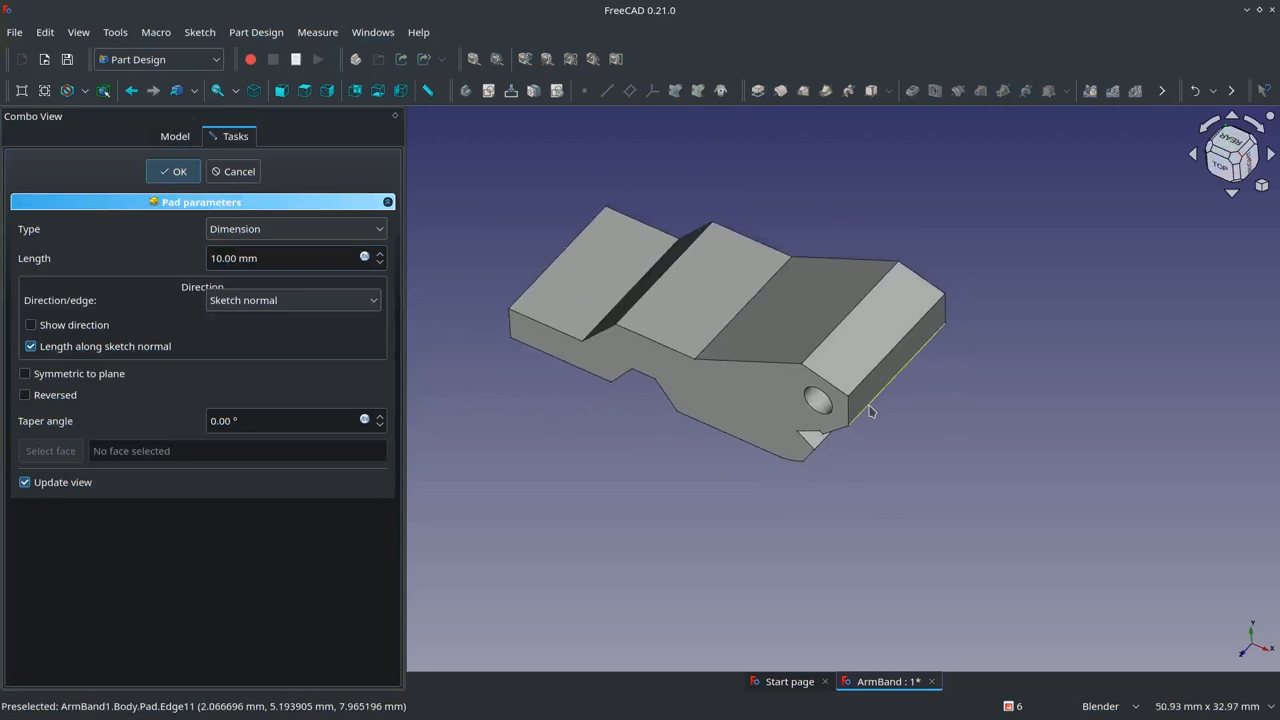 FreeCAD 0.21.0
File Edit View Tools Macro Sketch Part Design Measure Windows Help
Part Design
Combo View
Model Tasks
OK Cancel
Pad parameters
Type Dimension
Length 10.00 mm
Direction
Direction/edge: Sketch normal
Show direction
Length along sketch normal
Symmetric to plane
Reversed
Taper angle 0.00 °
Select face No face selected
Update view
REAR
TOP
Y
X
Z
Start page ArmBand : 1*
Preselected: ArmBand1.Body.Pad.Edge11 (2.066696 mm, 5.193905 mm, 7.965196 mm) 6 Blender 50.93 mm x 32.97 mm